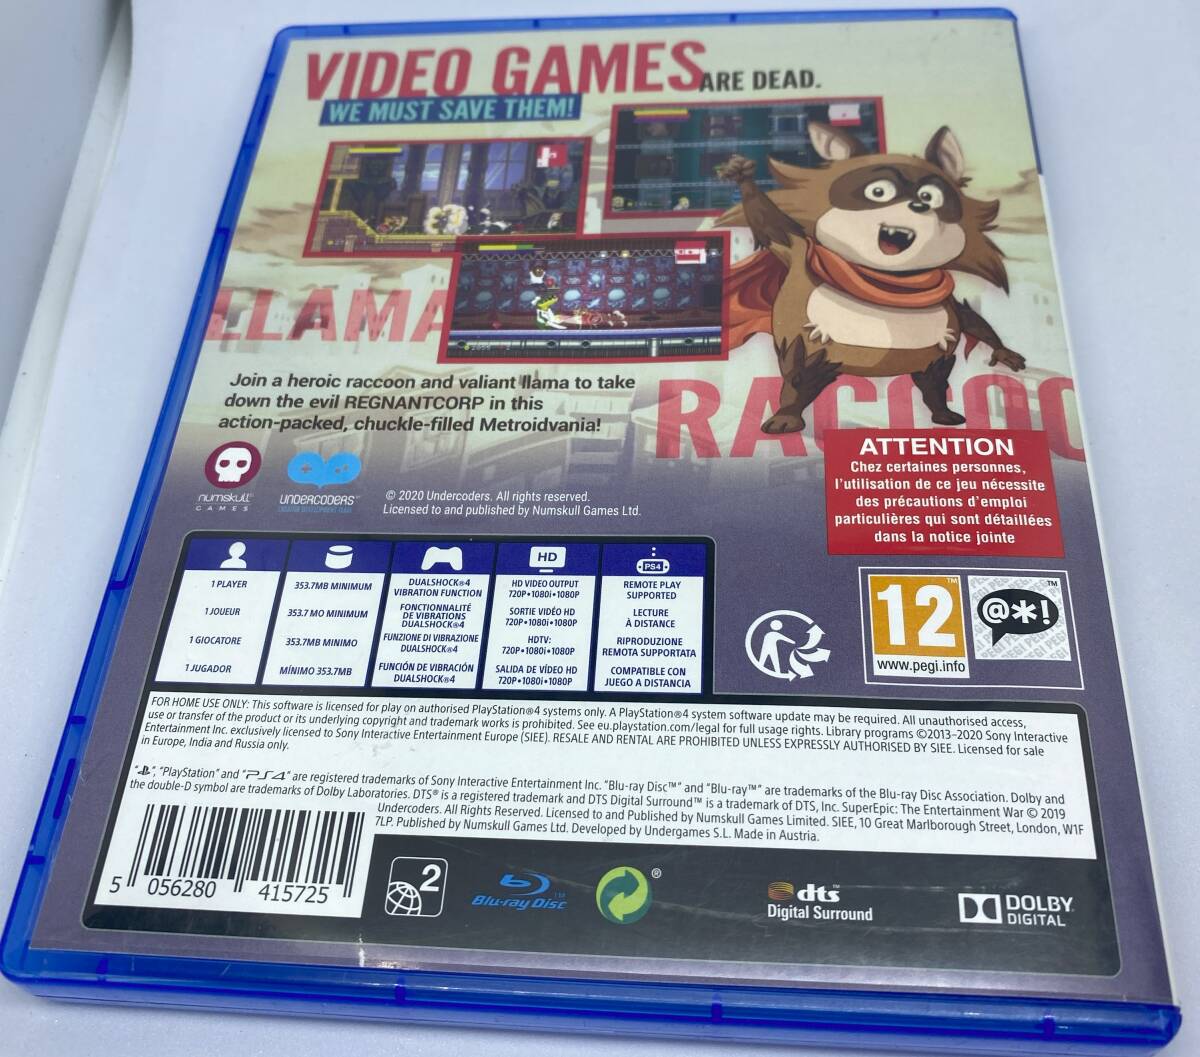 VIDEO GAMES ARE DEAD.
WE MUST SAVE THEM!
LLAMA
RACCOO
Join a heroic raccoon and valiant llama to take
down the evil REGNANTCORP in this
action-packed, chuckle-filled Metroidvania!
ATTENTION
Chez certaines personnes,
l'utilisation de ce jeu nécessite
des précautions d'emploi
particulières qui sont détaillées
dans la notice jointe
numskull®
GAMES
UNDERCODERS
© 2020 Undercoders. All rights reserved.
Licensed to and published by Numskull Games Ltd.
HD
PS4
1 PLAYER
1 JOUEUR
1 GIOCATORE
1 JUGADOR
353.7MB MINIMUM
353.7 MO MINIMUM
353.7MB MINIMO
MÍNIMO 353.7MB
DUALSHOCK®4
VIBRATION FUNCTION
FONCTIONNALITÉ
DE VIBRATIONS
DUALSHOCK®4
FUNZIONE DI VIBRAZIONE
DUALSHOCK®4
FUNCIÓN DE VIBRACIÓN
DUALSHOCK®4
HD VIDEO OUTPUT
720P•1080i•1080P
SORTIE VIDÉO HD
720P•1080i•1080P
HDTV:
720P•1080i•1080P
SALIDA DE VÍDEO HD
720P•1080i•1080P
REMOTE PLAY
SUPPORTED
LECTURE
À DISTANCE
RIPRODUZIONE
REMOTA SUPPORTATA
COMPATIBLE CON
JUEGO A DISTANCIA
12™
www.pegi.info
@*!
™
FOR HOME USE ONLY: This software is licensed for play on authorised PlayStation®4 systems only. A PlayStation®4 system software update may be required. All unauthorised access,
use or transfer of the product or its underlying copyright and trademark works is prohibited. See eu.playstation.com/legal for full usage rights. Library programs ©2013-2020 Sony Interactive
Entertainment Inc. exclusively licensed to Sony Interactive Entertainment Europe (SIEE). RESALE AND RENTAL ARE PROHIBITED UNLESS EXPRESSLY AUTHORISED BY SIEE. Licensed for sale
in Europe, India and Russia only.
" ", "PlayStation" and "PS4" are registered trademarks of Sony Interactive Entertainment Inc. "Blu-ray Disc™" and "Blu-ray™" are trademarks of the Blu-ray Disc Association. Dolby and
the double-D symbol are trademarks of Dolby Laboratories. DTS® is a registered trademark and DTS Digital Surround™ is a trademark of DTS, Inc. SuperEpic: The Entertainment War © 2019
Undercoders. All Rights Reserved. Licensed to and Published by Numskull Games Limited. SIEE, 10 Great Marlborough Street, London, W1F
7LP. Published by Numskull Games Ltd. Developed by Undergames S.L. Made in Austria.
5 056280 415725
2
Blu-ray Disc™
®
dts™
Digital Surround
DOLBY
DIGITAL